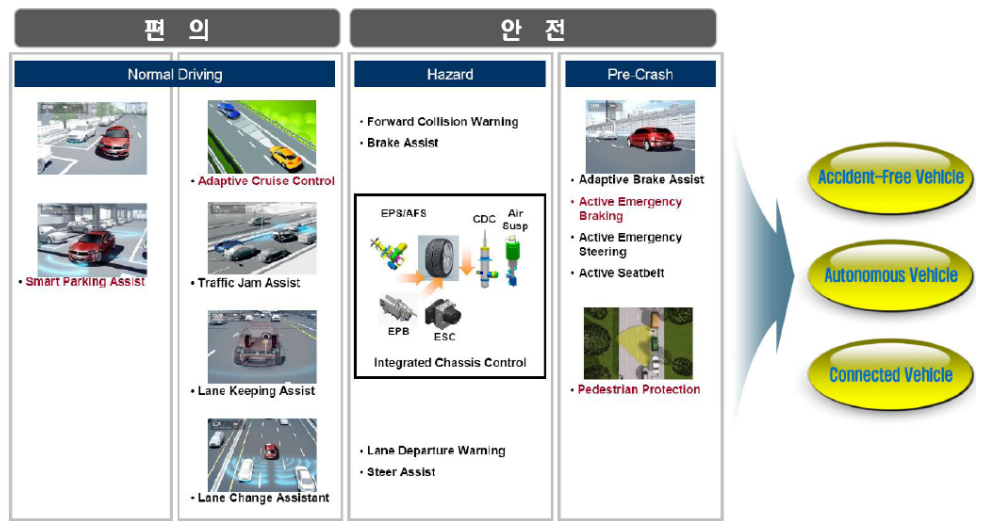 편 의
안 전
Normal Driving
Hazard
Pre-Crash
• Smart Parking Assist
• Adaptive Cruise Control
• Traffic Jam Assist
• Lane Keeping Assist
• Lane Change Assistant
• Forward Collision Warning
• Brake Assist
EPS/AFS
CDC
Air
Susp
EPB
ESC
Integrated Chassis Control
• Lane Departure Warning
• Steer Assist
• Adaptive Brake Assist
• Active Emergency
Braking
• Active Emergency
Steering
• Active Seatbelt
• Pedestrian Protection
Accident-Free Vehicle
Autonomous Vehicle
Connected Vehicle